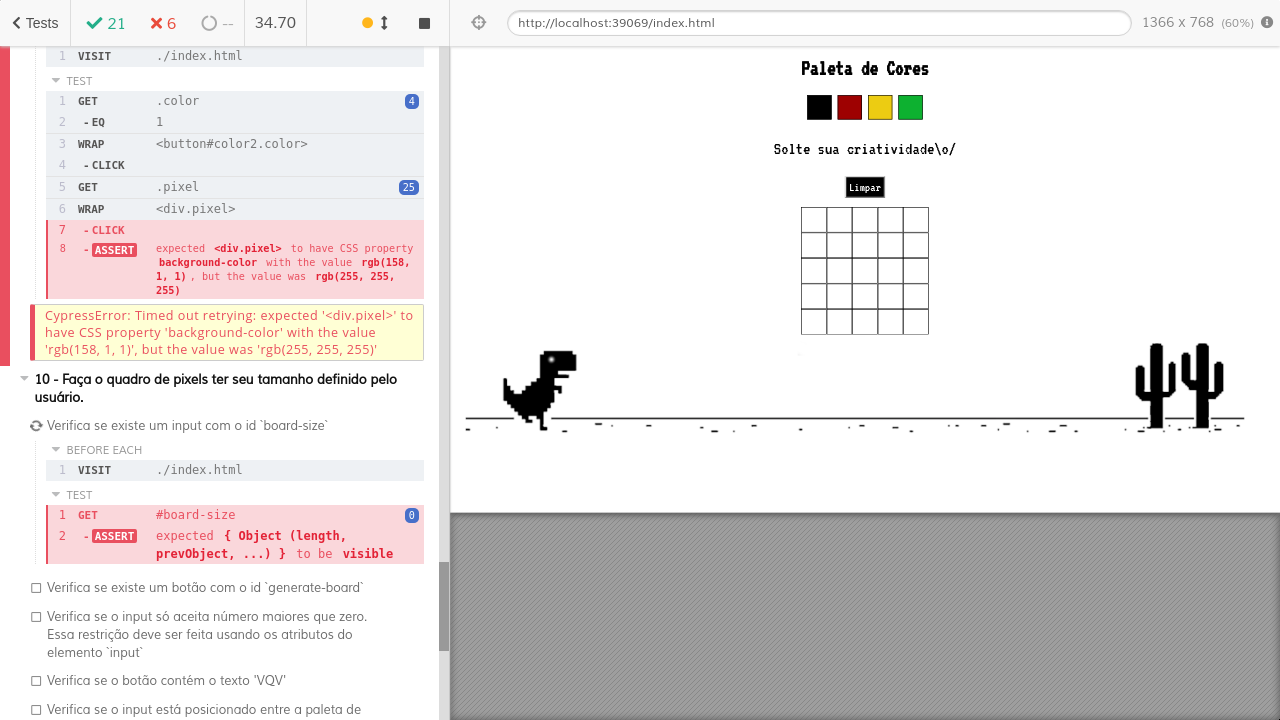 Tests
21
6
--
34.70
http://localhost:39069/index.html
1366 x 768 (60%)
1 VISIT ./index.html
TEST
1 GET .color 4
2 - EQ 1
3 WRAP <button#color2.color>
4 - CLICK
5 GET .pixel 25
6 WRAP <div.pixel>
7 - CLICK
8 - ASSERT expected <div.pixel> to have CSS property
background-color with the value rgb(158,
1, 1) , but the value was rgb(255, 255,
255)
CypressError: Timed out retrying: expected '<div.pixel>' to
have CSS property 'background-color' with the value
'rgb(158, 1, 1)', but the value was 'rgb(255, 255, 255)'
10 - Faça o quadro de pixels ter seu tamanho definido pelo
usuário.
Verifica se existe um input com o id `board-size`
BEFORE EACH
1 VISIT ./index.html
TEST
1 GET #board-size 0
2 - ASSERT expected { Object (length,
prevObject, ...) } to be visible
Verifica se existe um botão com o id `generate-board`
Verifica se o input só aceita número maiores que zero.
Essa restrição deve ser feita usando os atributos do
elemento `input`
Verifica se o botão contém o texto 'VQV'
Verifica se o input está posicionado entre a paleta de
Paleta de Cores
Solte sua criatividade\o/
Limpar